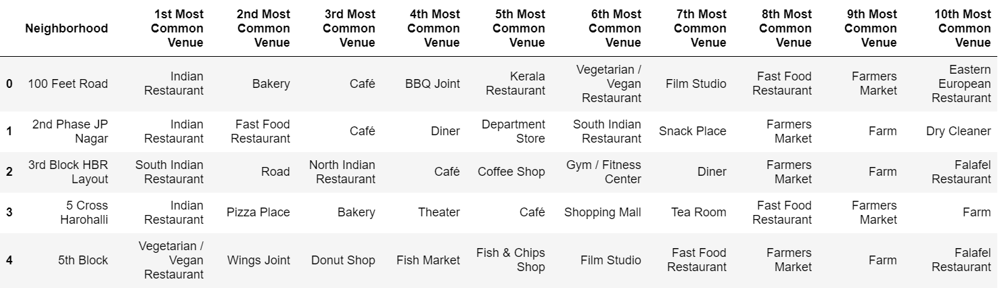 Neighborhood 1st Most Common Venue 2nd Most Common Venue 3rd Most Common Venue 4th Most Common Venue 5th Most Common Venue 6th Most Common Venue 7th Most Common Venue 8th Most Common Venue 9th Most Common Venue 10th Most Common Venue
0 100 Feet Road Indian Restaurant Bakery Café BBQ Joint Kerala Restaurant Vegetarian / Vegan Restaurant Film Studio Fast Food Restaurant Farmers Market Eastern European Restaurant
1 2nd Phase JP Nagar Indian Restaurant Fast Food Restaurant Café Diner Department Store South Indian Restaurant Snack Place Farmers Market Farm Dry Cleaner
2 3rd Block HBR Layout South Indian Restaurant Road North Indian Restaurant Café Coffee Shop Gym / Fitness Center Diner Farmers Market Farm Falafel Restaurant
3 5 Cross Harohalli Indian Restaurant Pizza Place Bakery Theater Café Shopping Mall Tea Room Fast Food Restaurant Farmers Market Farm
4 5th Block Vegetarian / Vegan Restaurant Wings Joint Donut Shop Fish Market Fish & Chips Shop Film Studio Fast Food Restaurant Farmers Market Farm Falafel Restaurant